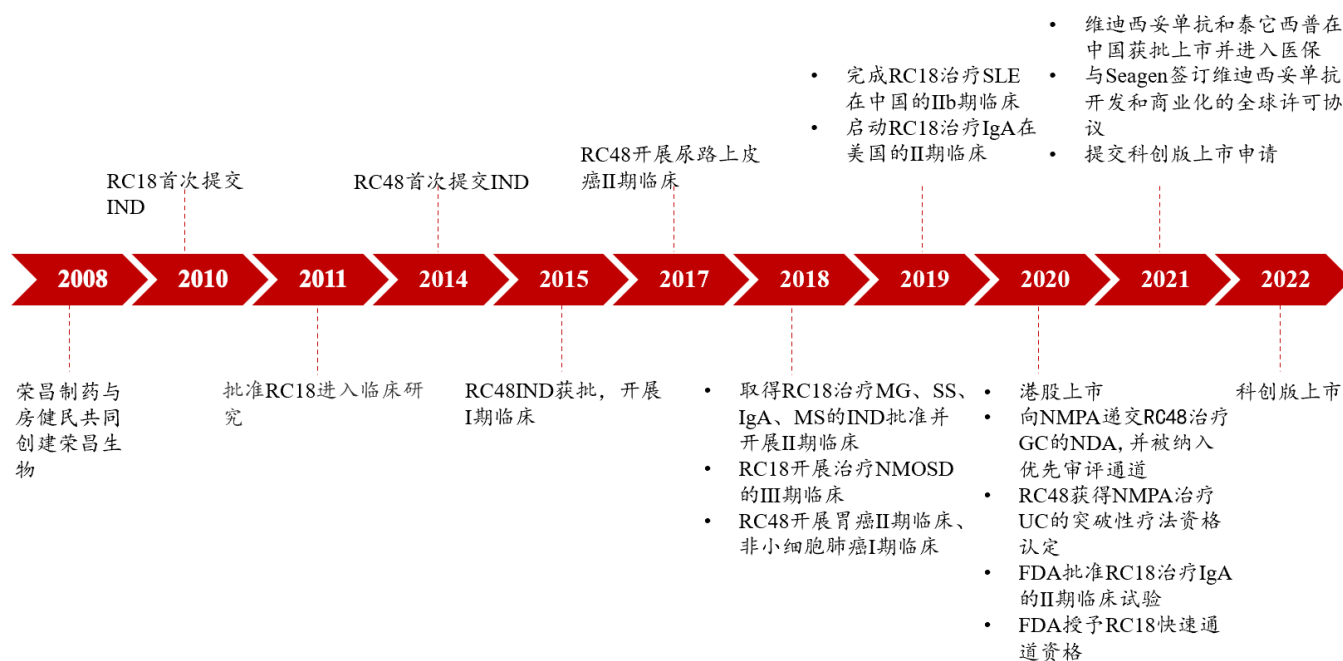 RC18首次提交
IND
RC48首次提交IND
RC48开展尿路上皮
癌II期临床
• 完成RC18治疗SLE
在中国的IIb期临床
• 启动RC18治疗IgA在
美国的II期临床
• 维迪西妥单抗和泰它西普在
中国获批上市并进入医保
• 与Seagen签订维迪西妥单抗
开发和商业化的全球许可协
议
• 提交科创版上市申请
2008
2010
2011
2014
2015
2017
2018
2019
2020
2021
2022
荣昌制药与
房健民共同
创建荣昌生
物
批准RC18进入临床研
究
RC48IND获批，开展
I期临床
• 取得RC18治疗MG、SS、
IgA、MS的IND批准并
开展II期临床
• RC18开展治疗NMOSD
的III期临床
• RC48开展胃癌II期临床、
非小细胞肺癌I期临床
• 港股上市
• 向NMPA递交RC48治疗
GC的NDA, 并被纳入
优先审评通道
• RC48获得NMPA治疗
UC的突破性疗法资格
认定
• FDA批准RC18治疗IgA
的II期临床试验
• FDA授予RC18快速通
道资格
科创版上市